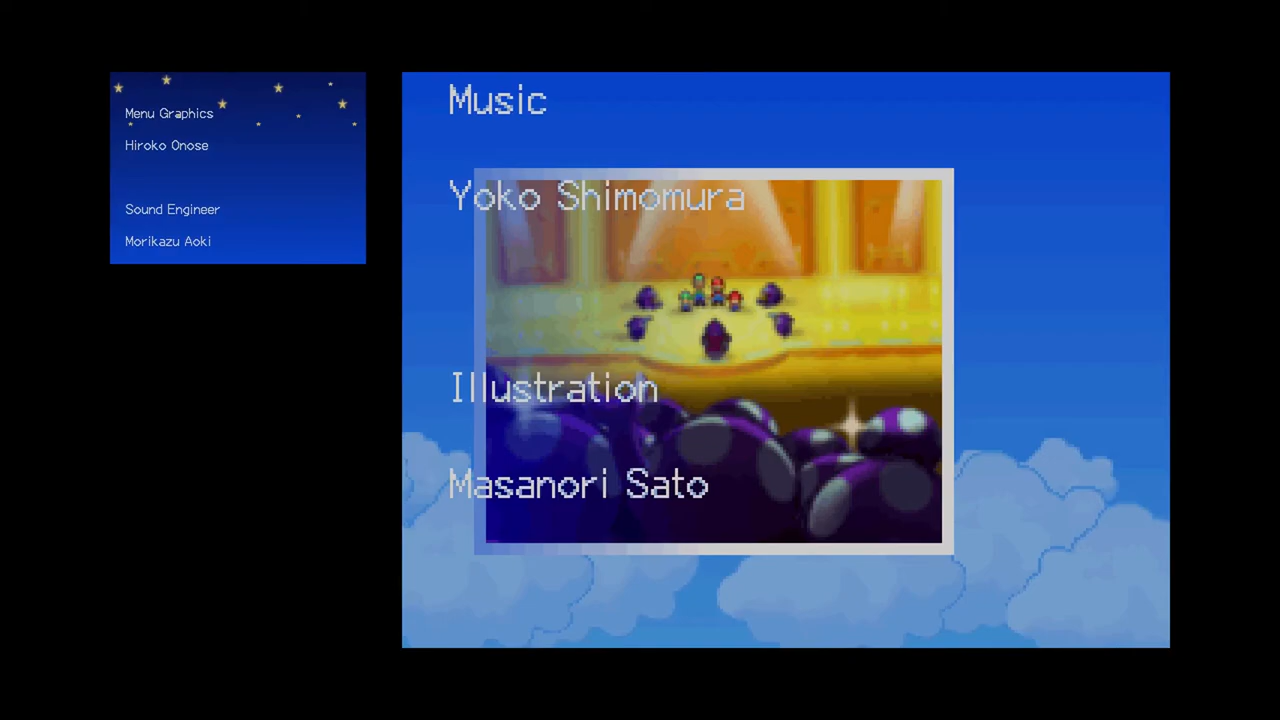 Menu Graphics
Hiroko Onose
Sound Engineer
Morikazu Aoki
Music
Yoko Shimomura
Illustration
Masanori Sato